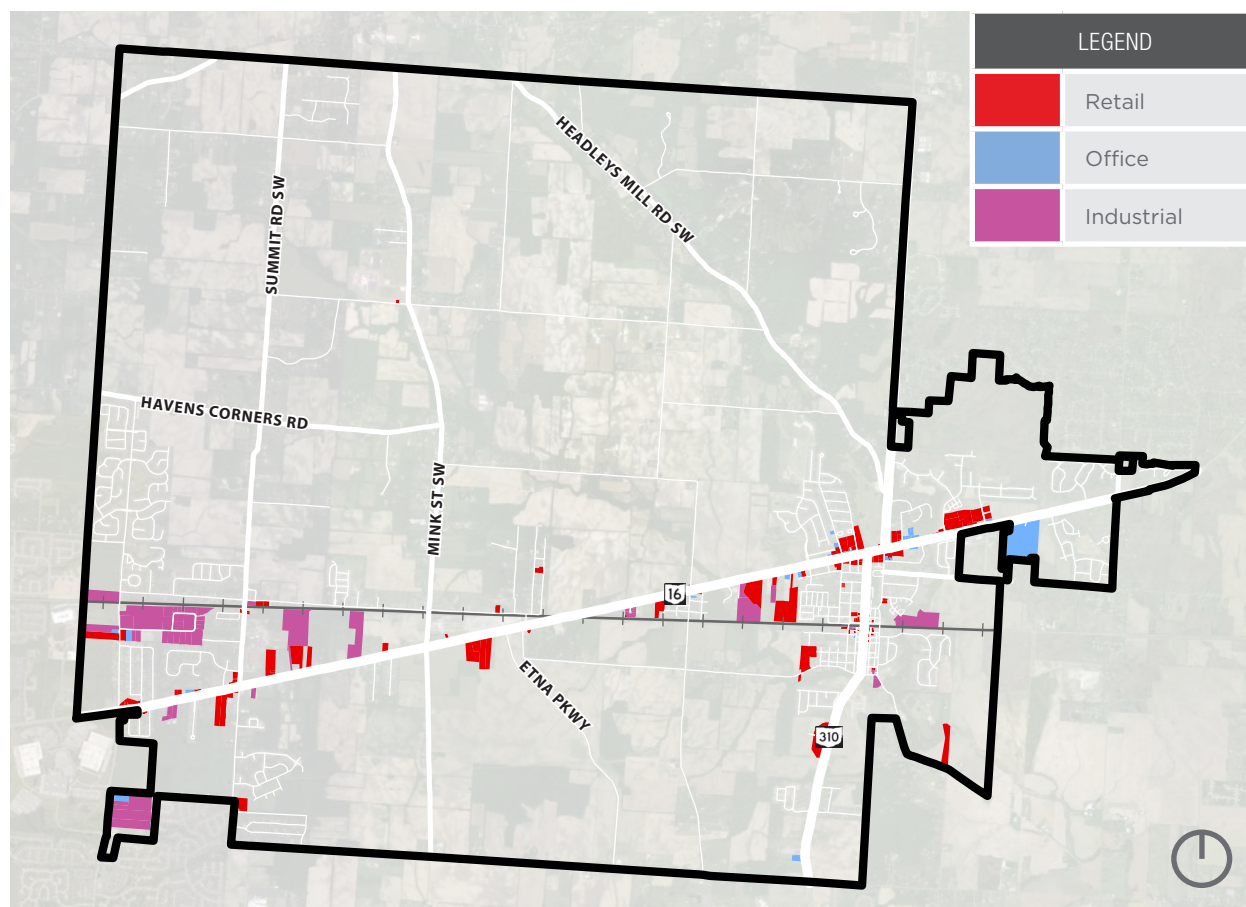 LEGEND
Retail
Office
Industrial
HEADLEYS MILL RD SW
SUMMIT RD SW
HAVENS CORNERS RD
MINK ST SW
16
ETNA PKWY
310